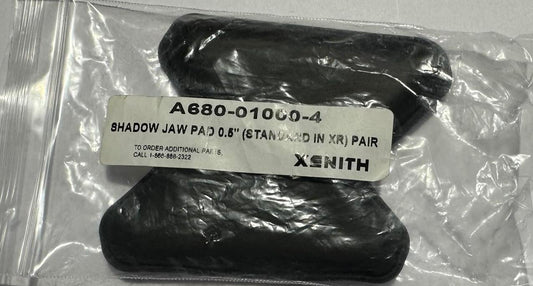 A680-01000-4
SHADOW JAW PAD 0.5" (STANDARD IN XR) PAIR
TO ORDER ADDITIONAL PARTS,
CALL 1-866-888-2322
XENITH